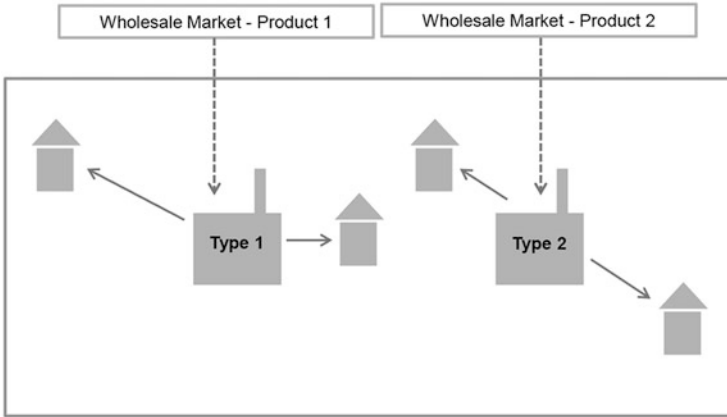 Wholesale Market - Product 1
Wholesale Market - Product 2
Type 1
Type 2